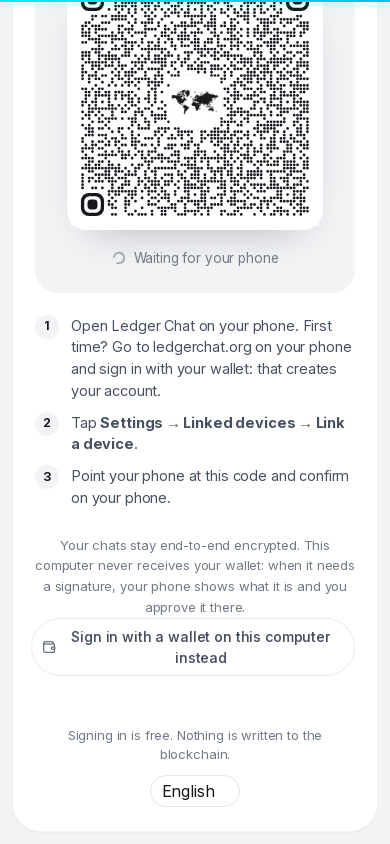 Waiting for your phone
1 Open Ledger Chat on your phone. First
time? Go to ledgerchat.org on your phone
and sign in with your wallet: that creates
your account.
2 Tap Settings → Linked devices → Link
a device.
3 Point your phone at this code and confirm
on your phone.
Your chats stay end-to-end encrypted. This
computer never receives your wallet: when it needs
a signature, your phone shows what it is and you
approve it there.
Sign in with a wallet on this computer
instead
Signing in is free. Nothing is written to the
blockchain.
English